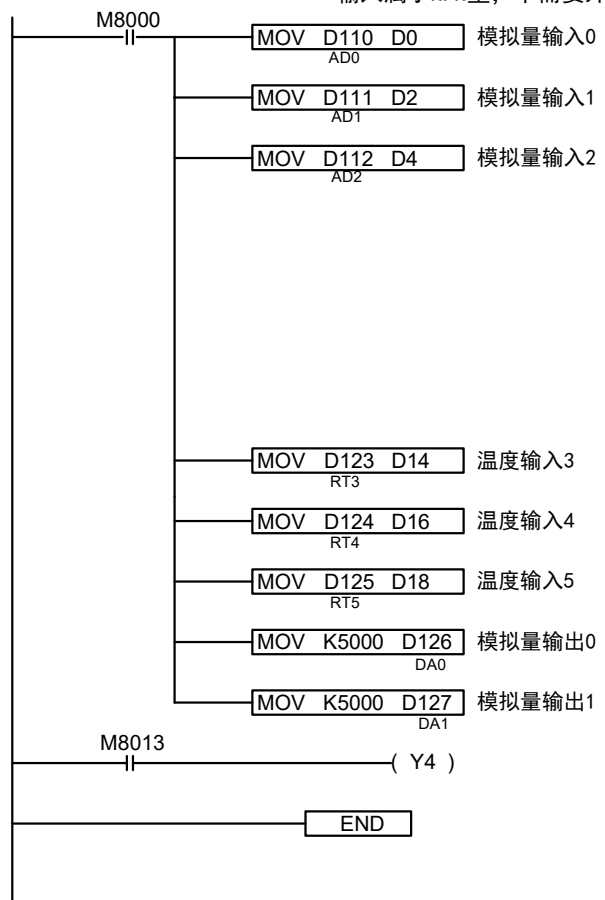 M8000
MOV D110 D0 模拟量输入0
AD0
MOV D111 D2 模拟量输入1
AD1
MOV D112 D4 模拟量输入2
AD2
MOV D123 D14 温度输入3
RT3
MOV D124 D16 温度输入4
RT4
MOV D125 D18 温度输入5
RT5
MOV K5000 D126 模拟量输出0
DA0
MOV K5000 D127 模拟量输出1
DA1
M8013
( Y4 )
END